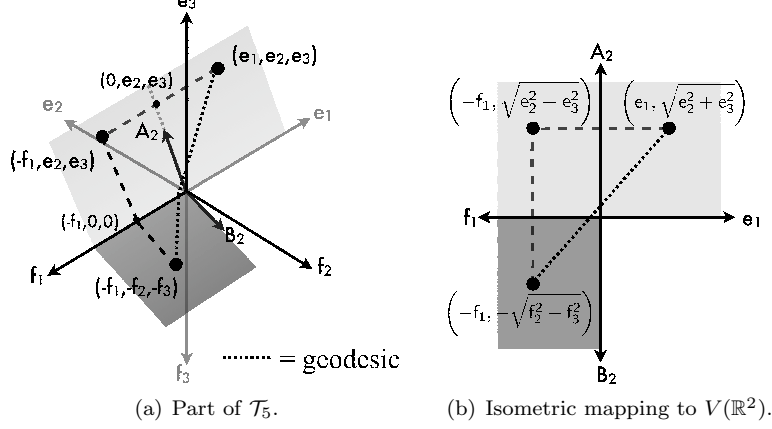 e₃
(e₁,e₂,e₃)
(0,e₂,e₃)
e₂
e₁
A₂
(-f₁,e₂,e₃)
(-f₁,0,0)
B₂
f₁
f₂
(-f₁,-f₂,-f₃)
= geodesic
f₃
(a) Part of 𝒯₅.
A₂
(−f₁, √(e₂² − e₃²))
(e₁, √(e₂² + e₃²))
f₁
e₁
(−f₁, −√(f₂² − f₃²))
B₂
(b) Isometric mapping to V(ℝ²).